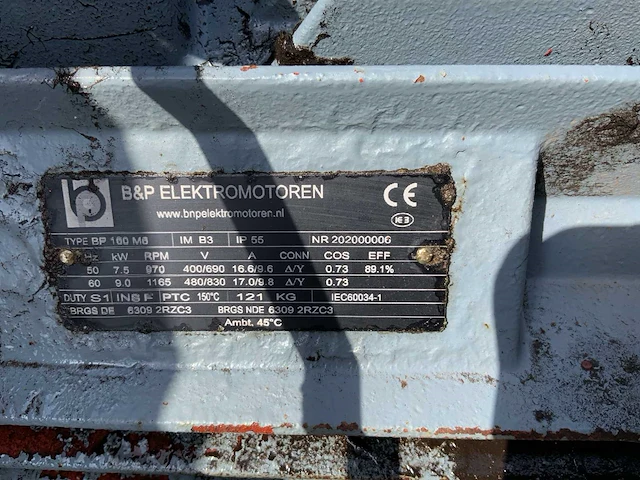 B&P ELEKTROMOTOREN
www.bnpelektromotoren.nl
CE
IE3
TYPE BP 160 M6 IM B3 IP 55 NR 202000006
Hz kW RPM V A CONN COS EFF
50 7.5 970 400/690 16.6/9.6 Δ/Y 0.73 89.1%
60 9.0 1165 480/830 17.0/9.8 Δ/Y 0.73
0.73
DUTY S1 INS F PTC 150°C 121 KG IEC60034-1
BRGS DE 6309 2RZC3 BRGS NDE 6309 2RZC3
Ambt. 45°C